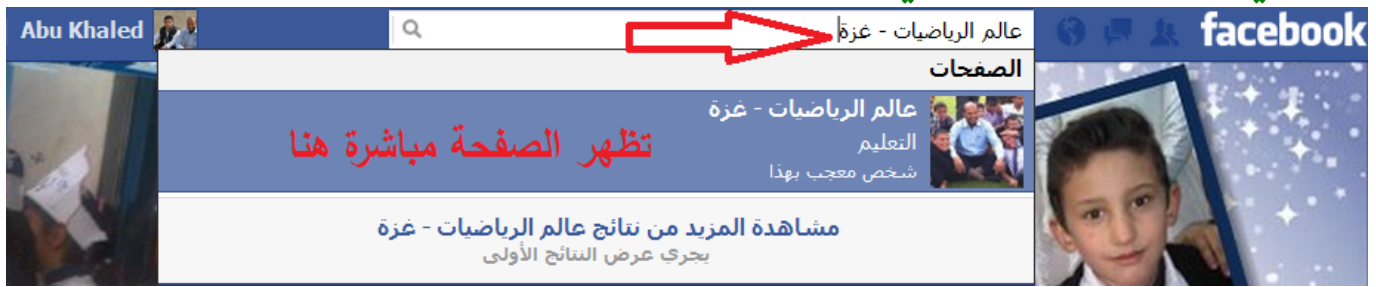 facebook
عالم الرياضيات - غزة
Abu Khaled
الصفحات
عالم الرياضيات - غزة
التعليم
شخص معجب بهذا
تظهر الصفحة مباشرة هنا
مشاهدة المزيد من نتائج عالم الرياضيات - غزة
يجري عرض النتائج الأولى